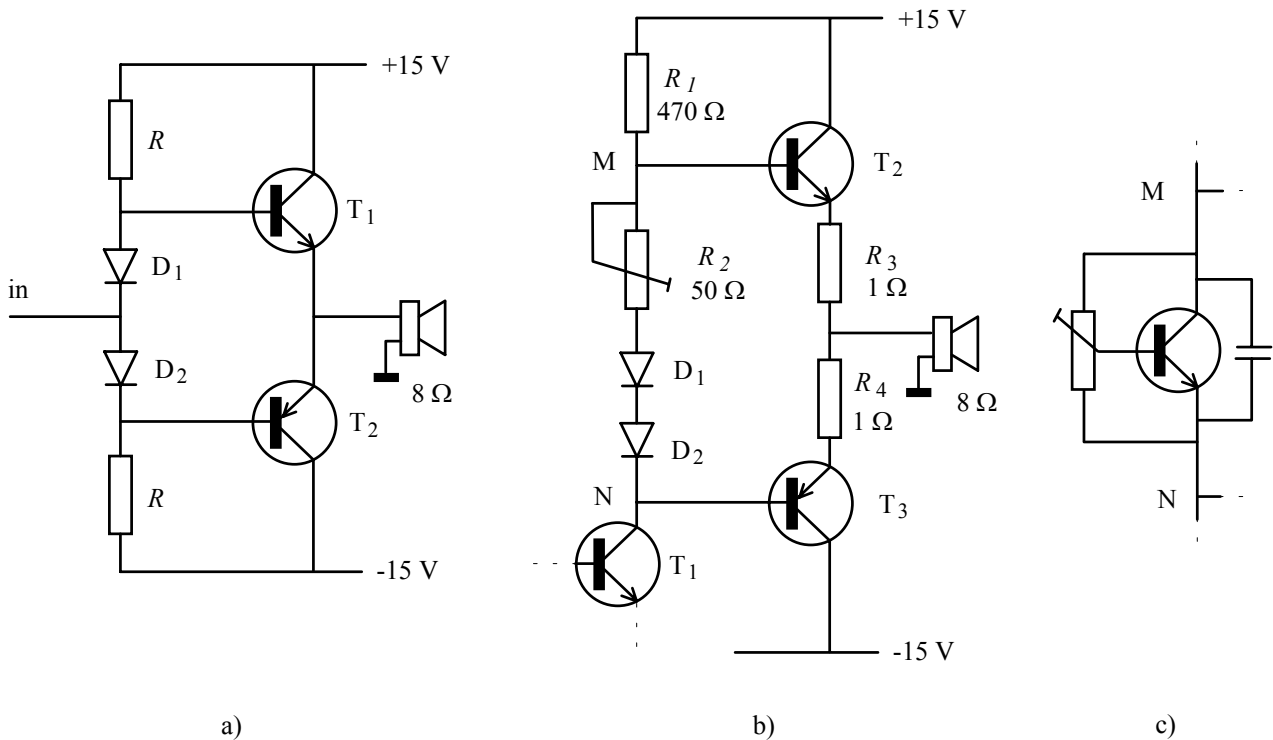 +15 V
R
T1
D1
in
D2
8 Ω
T2
R
-15 V
a)
+15 V
R1
470 Ω
M
T2
R2
50 Ω
R3
1 Ω
D1
R4
1 Ω
8 Ω
D2
N
T3
T1
-15 V
b)
M
N
c)